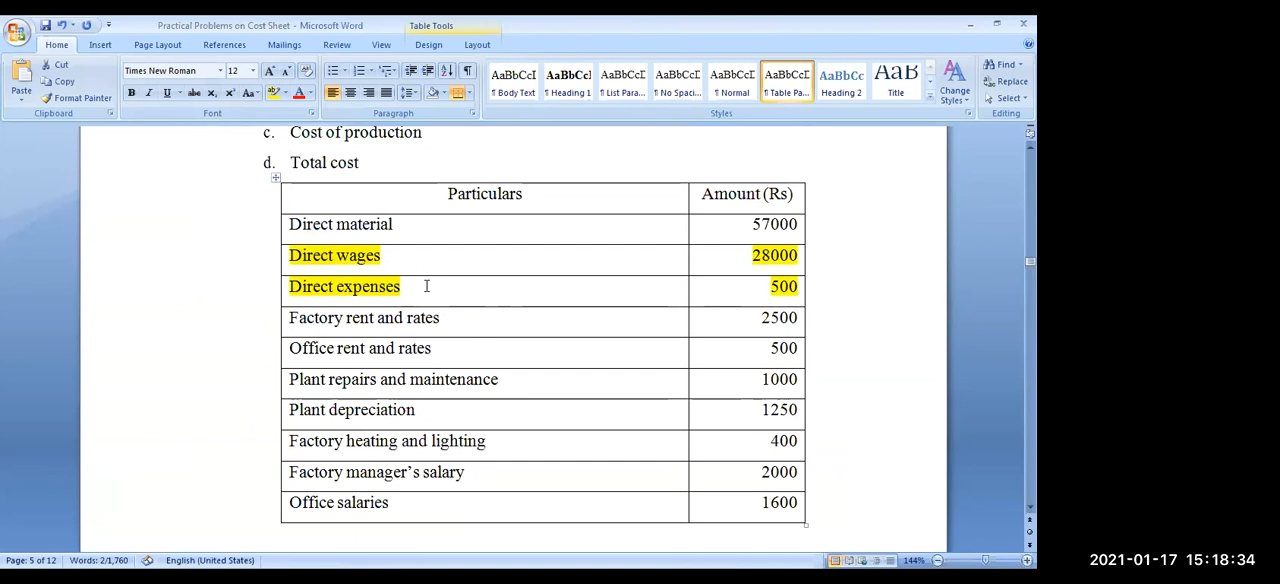 Practical Problems on Cost Sheet - Microsoft Word
Table Tools
Home Insert Page Layout References Mailings Review View Design Layout
Paste
Cut
Copy
Format Painter
Clipboard
Times New Roman 12
Font
Paragraph
AaBbCcI AaBbCcl AaBbCcI AaBbCcI AaBbCcI AaBbCcI AaBbCc AaB
¶ Body Text ¶ Heading 1 ¶ List Para... ¶ No Spaci... ¶ Normal ¶ Table Pa... ¶ Heading 2 Title
Change Styles
Styles
Find
Replace
Select
Editing
c. Cost of production
d. Total cost
Particulars Amount (Rs)
Direct material 57000
Direct wages 28000
Direct expenses 500
Factory rent and rates 2500
Office rent and rates 500
Plant repairs and maintenance 1000
Plant depreciation 1250
Factory heating and lighting 400
Factory manager’s salary 2000
Office salaries 1600
Page: 5 of 12 Words: 2/1,760 English (United States) 144%
2021-01-17 15:18:34